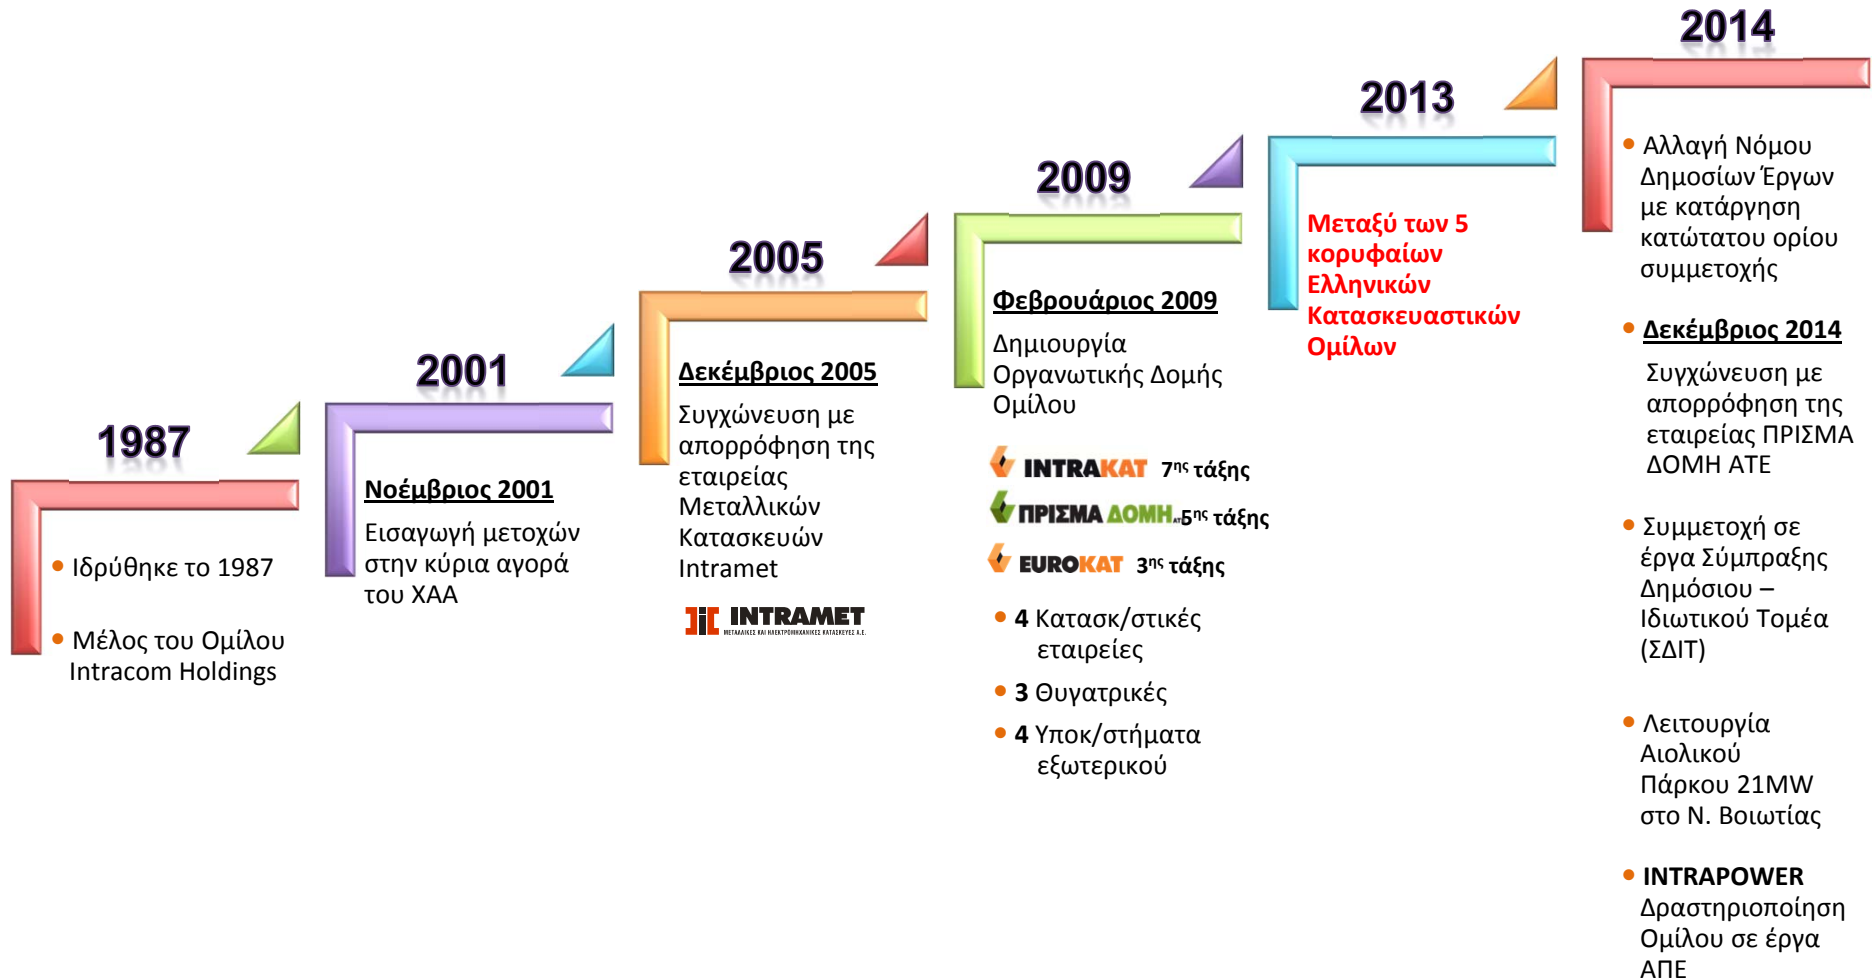 1987
• Ιδρύθηκε το 1987
• Μέλος του Ομίλου
Intracom Holdings
2001
Νοέμβριος 2001
Εισαγωγή μετοχών
στην κύρια αγορά
του ΧΑΑ
2005
Δεκέμβριος 2005
Συγχώνευση με
απορρόφηση της
εταιρείας
Μεταλλικών
Κατασκευών
Intramet
INTRAMET
ΜΕΤΑΛΛΙΚΕΣ ΚΑΙ ΗΛΕΚΤΡΟΜΗΧΑΝΙΚΕΣ ΚΑΤΑΣΚΕΥΕΣ Α.Ε.
2009
Φεβρουάριος 2009
Δημιουργία
Οργανωτικής Δομής
Ομίλου
INTRAKAT 7ης τάξης
ΠΡΙΣΜΑ ΔΟΜΗ ΑΤΕ 5ης τάξης
EUROKAT 3ης τάξης
• 4 Κατασκ/στικές
εταιρείες
• 3 Θυγατρικές
• 4 Υποκ/στήματα
εξωτερικού
2013
Μεταξύ των 5
κορυφαίων
Ελληνικών
Κατασκευαστικών
Ομίλων
2014
• Αλλαγή Νόμου
Δημοσίων Έργων
με κατάργηση
κατώτατου ορίου
συμμετοχής
• Δεκέμβριος 2014
Συγχώνευση με
απορρόφηση της
εταιρείας ΠΡΙΣΜΑ
ΔΟΜΗ ΑΤΕ
• Συμμετοχή σε
έργα Σύμπραξης
Δημόσιου –
Ιδιωτικού Τομέα
(ΣΔΙΤ)
• Λειτουργία
Αιολικού
Πάρκου 21MW
στο Ν. Βοιωτίας
• INTRAPOWER
Δραστηριοποίηση
Ομίλου σε έργα
ΑΠΕ